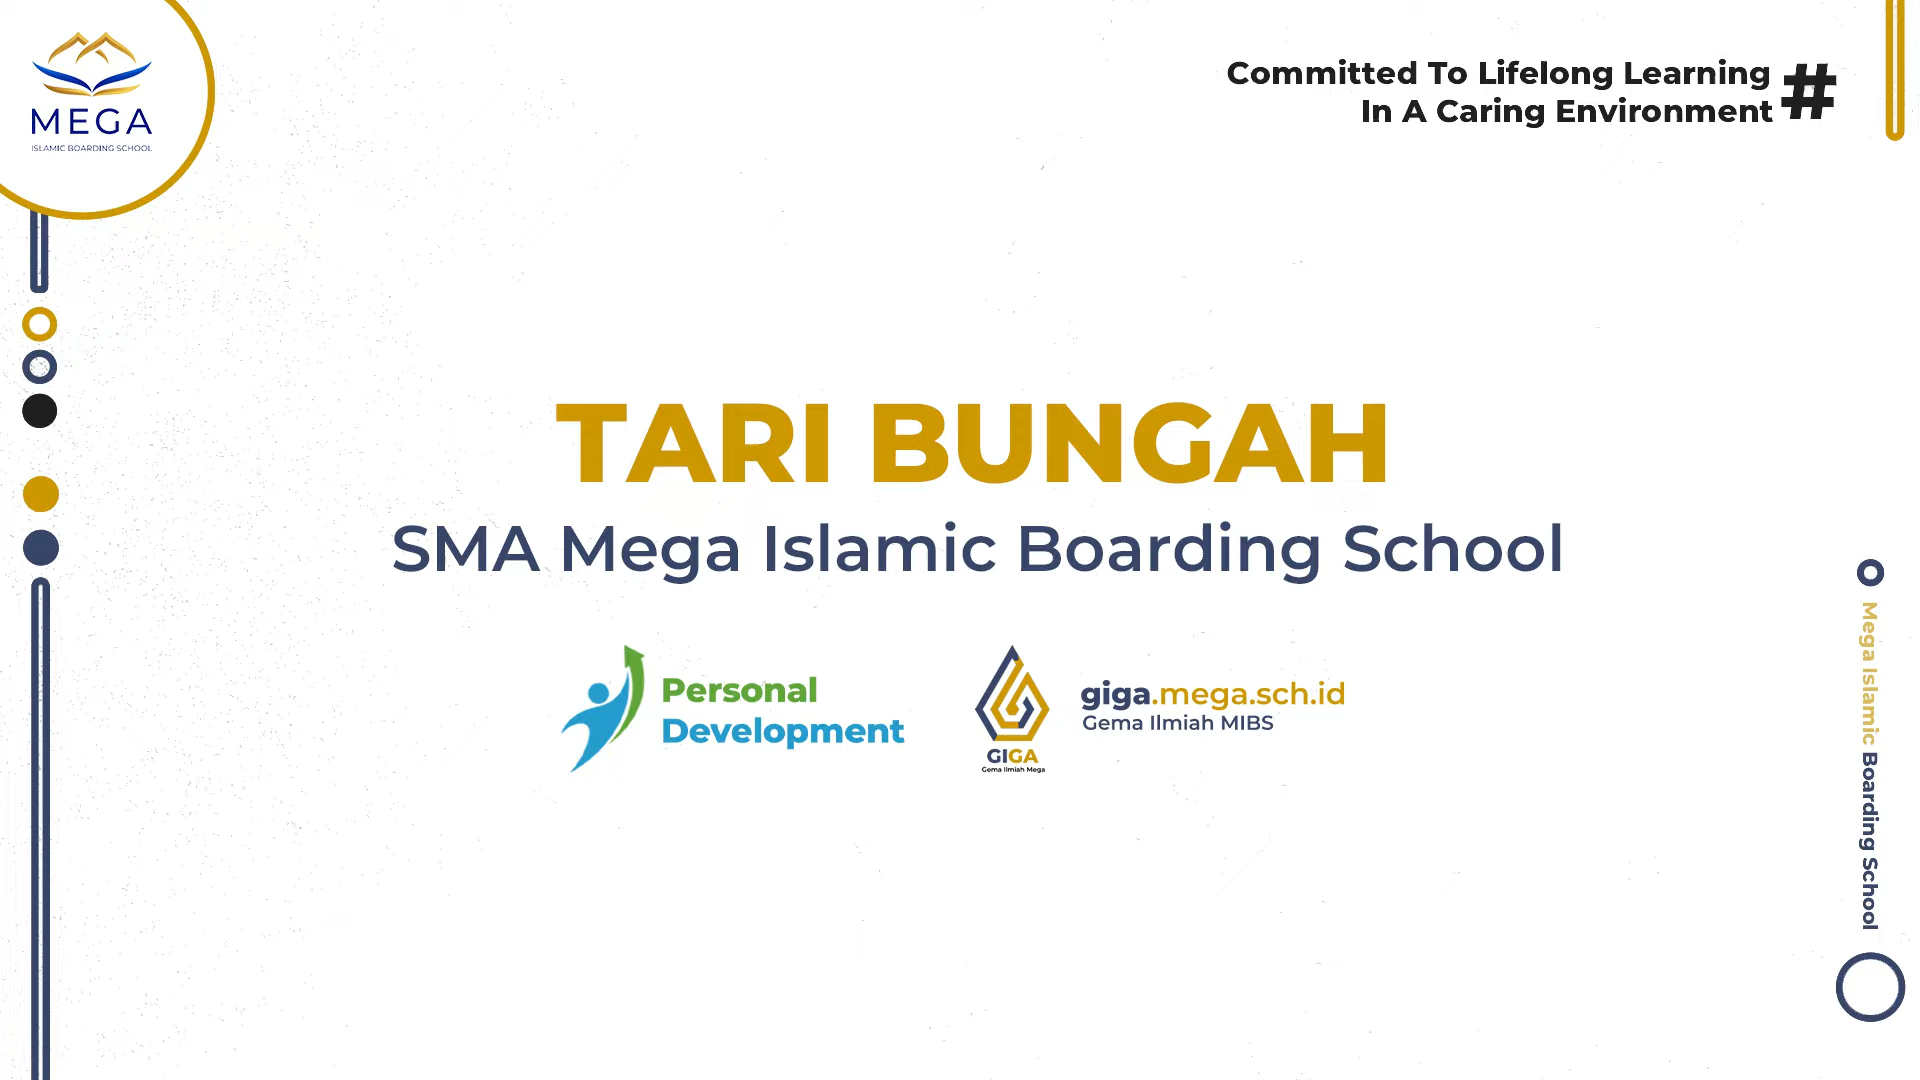 MEGA
ISLAMIC BOARDING SCHOOL
Committed To Lifelong Learning
In A Caring Environment
#
TARI BUNGAH
SMA Mega Islamic Boarding School
Personal
Development
GIGA
Gema Ilmiah Mega
giga.mega.sch.id
Gema Ilmiah MIBS
Mega Islamic Boarding School